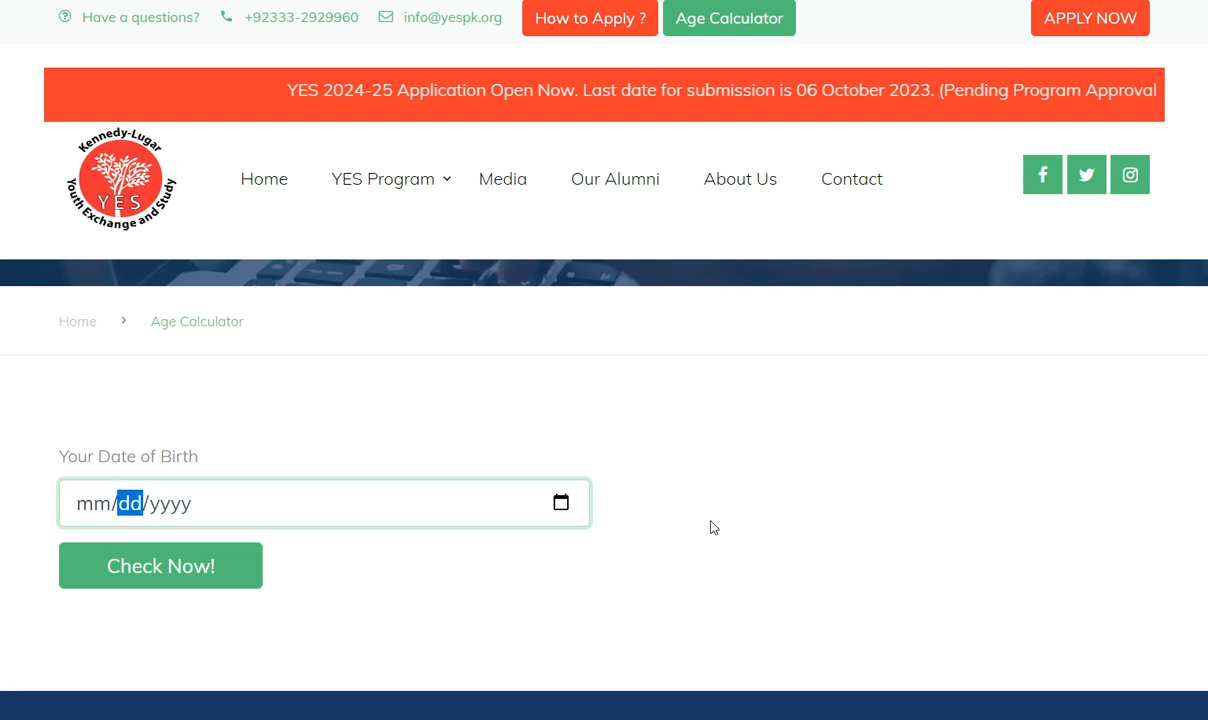 Have a questions? +92333-2929960 info@yespk.org How to Apply ? Age Calculator APPLY NOW
YES 2024-25 Application Open Now. Last date for submission is 06 October 2023. (Pending Program Approval
Kennedy-Lugar
YES
Youth Exchange and Study
Home YES Program Media Our Alumni About Us Contact
Home > Age Calculator
Your Date of Birth
mm/dd/yyyy
Check Now!